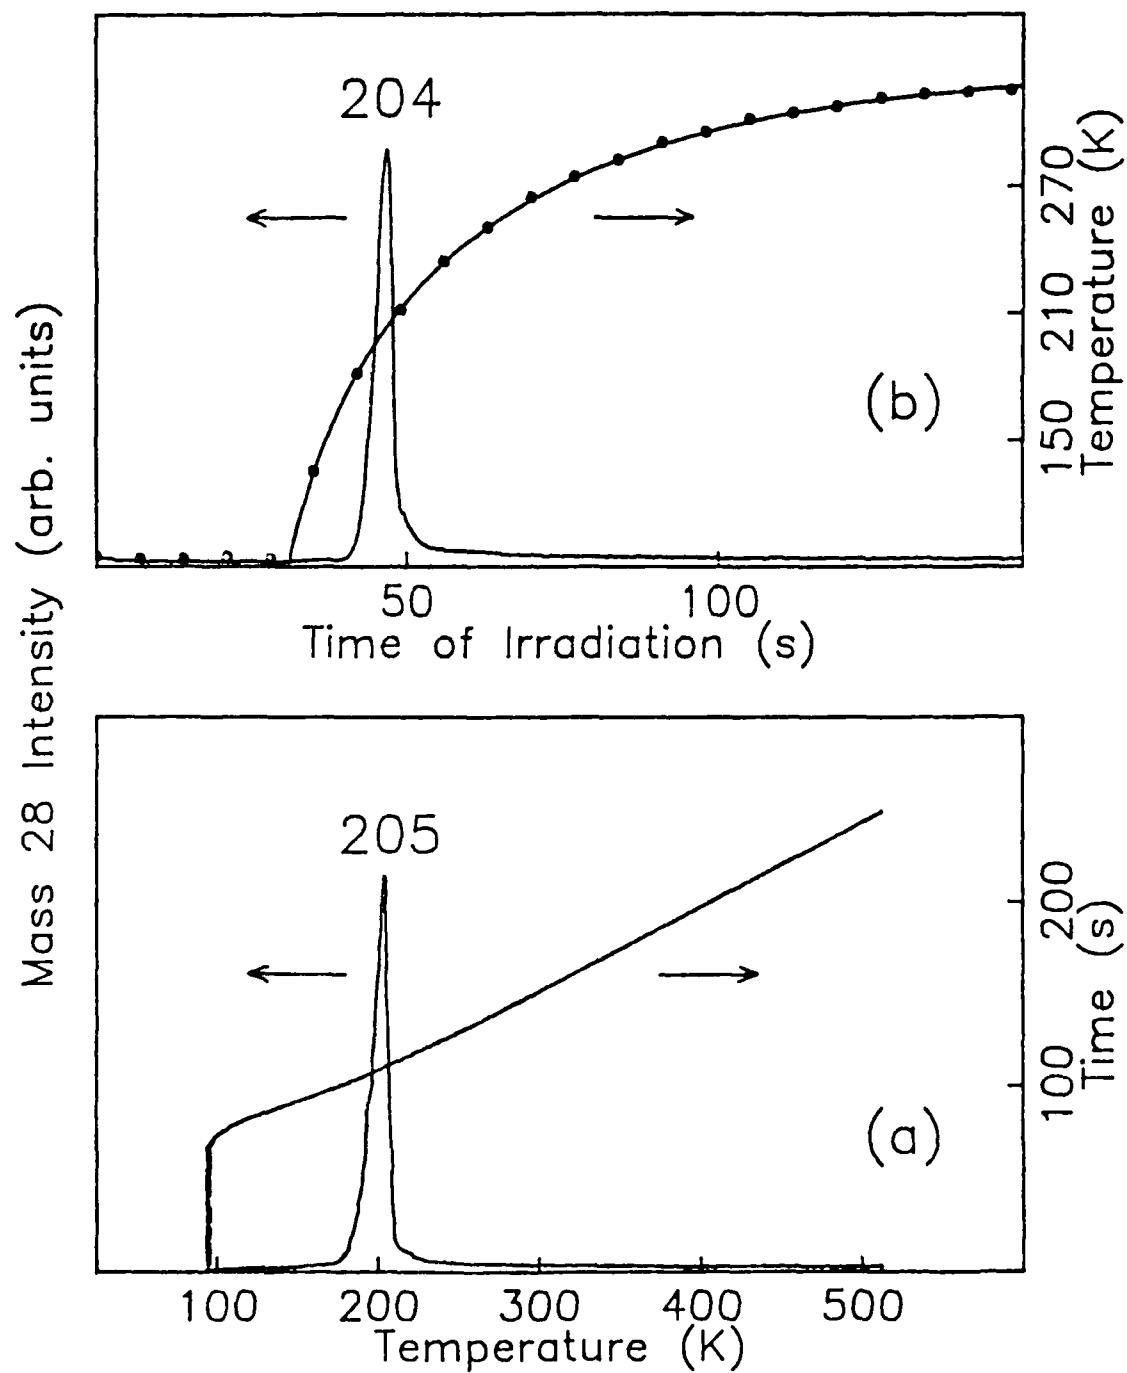 204
(b)
270
210
150
Temperature (K)
50
100
Time of Irradiation (s)
Mass 28 Intensity (arb. units)
205
(a)
200
100
Time (s)
100
200
300
400
500
Temperature (K)